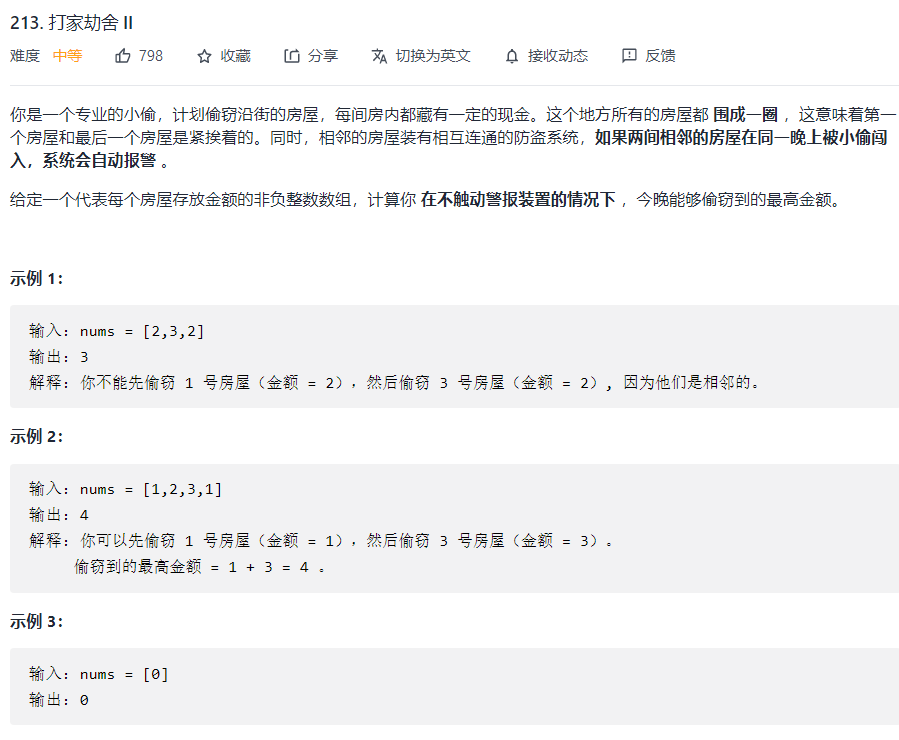 213. 打家劫舍 II
难度 中等 798 收藏 分享 切换为英文 接收动态 反馈
你是一个专业的小偷，计划偷窃沿街的房屋，每间房内都藏有一定的现金。这个地方所有的房屋都 围成一圈 ，这意味着第一
个房屋和最后一个房屋是紧挨着的。同时，相邻的房屋装有相互连通的防盗系统，如果两间相邻的房屋在同一晚上被小偷闯
入，系统会自动报警 。
给定一个代表每个房屋存放金额的非负整数数组，计算你 在不触动警报装置的情况下 ，今晚能够偷窃到的最高金额。
示例 1：
输入：nums = [2,3,2]
输出：3
解释：你不能先偷窃 1 号房屋（金额 = 2），然后偷窃 3 号房屋（金额 = 2）, 因为他们是相邻的。
示例 2：
输入：nums = [1,2,3,1]
输出：4
解释：你可以先偷窃 1 号房屋（金额 = 1），然后偷窃 3 号房屋（金额 = 3）。
偷窃到的最高金额 = 1 + 3 = 4 。
示例 3：
输入：nums = [0]
输出：0